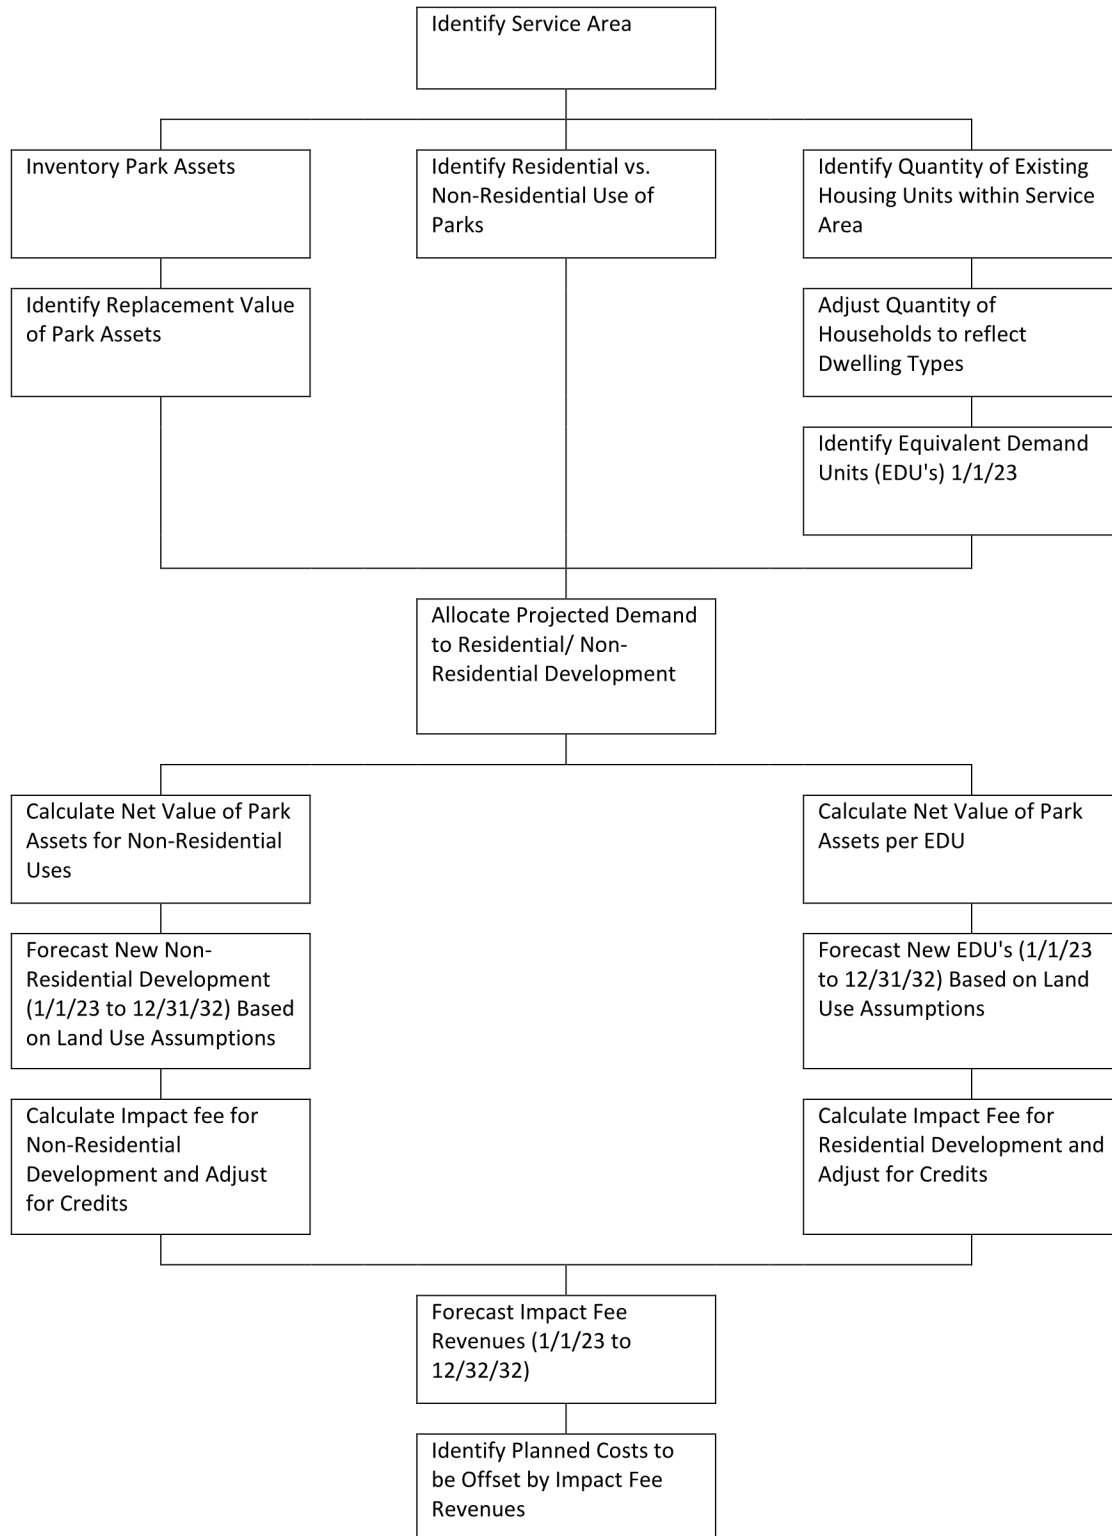 Identify Service Area
Inventory Park Assets
Identify Residential vs.
Non-Residential Use of
Parks
Identify Quantity of Existing
Housing Units within Service
Area
Identify Replacement Value
of Park Assets
Adjust Quantity of
Households to reflect
Dwelling Types
Identify Equivalent Demand
Units (EDU's) 1/1/23
Allocate Projected Demand
to Residential/ Non-
Residential Development
Calculate Net Value of Park
Assets for Non-Residential
Uses
Calculate Net Value of Park
Assets per EDU
Forecast New Non-
Residential Development
(1/1/23 to 12/31/32) Based
on Land Use Assumptions
Forecast New EDU's (1/1/23
to 12/31/32) Based on Land
Use Assumptions
Calculate Impact fee for
Non-Residential
Development and Adjust
for Credits
Calculate Impact Fee for
Residential Development and
Adjust for Credits
Forecast Impact Fee
Revenues (1/1/23 to
12/32/32)
Identify Planned Costs to
be Offset by Impact Fee
Revenues